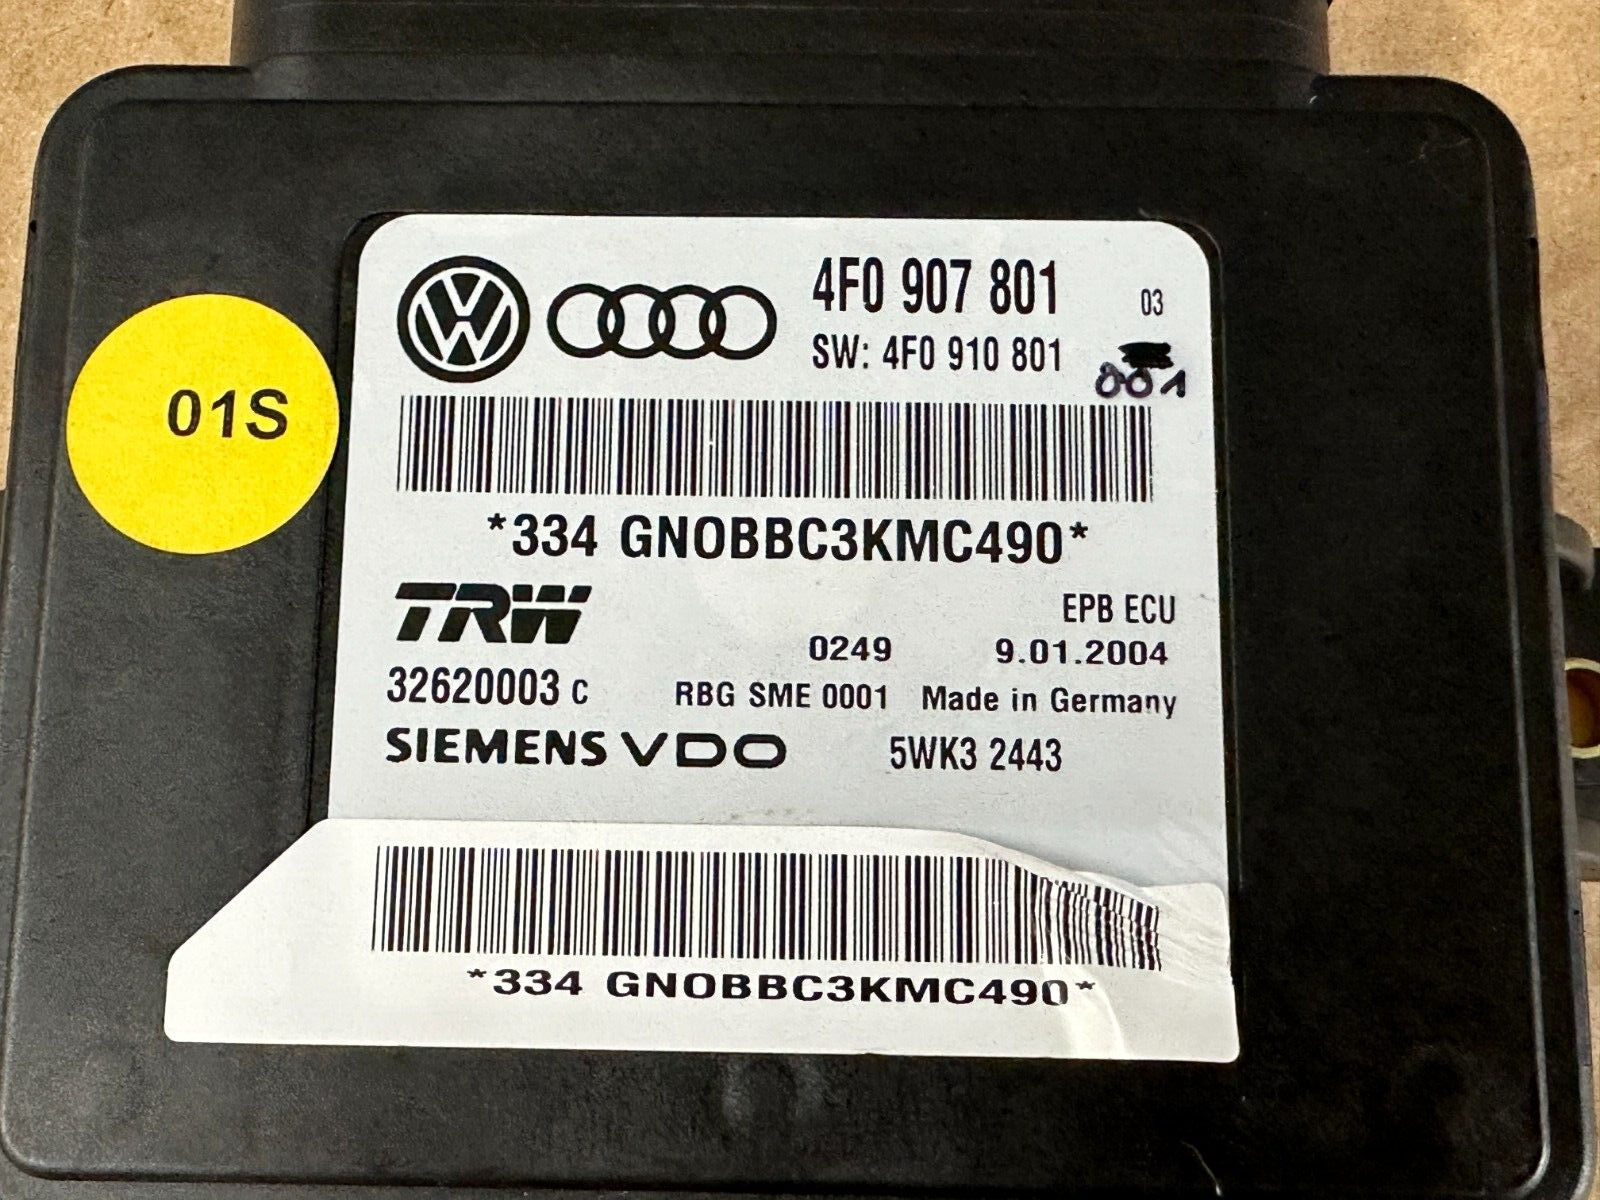 4F0 907 801 03
SW: 4F0 910 801 001
01S
*334 GNOBBC3KMC490*
TRW
EPB ECU
0249 9.01.2004
32620003 C RBG SME 0001 Made in Germany
SIEMENS VDO 5WK3 2443
*334 GNOBBC3KMC490*